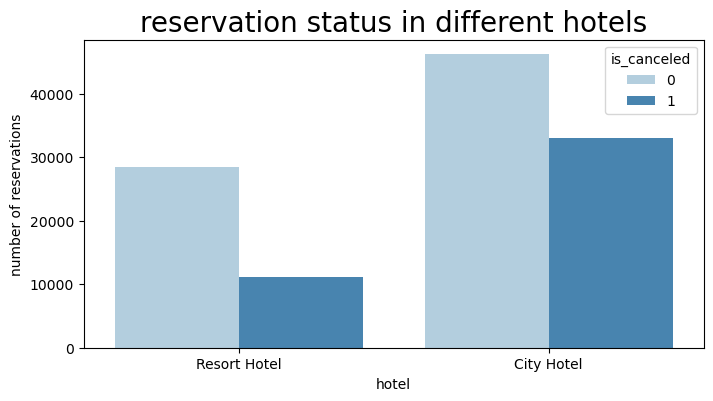 reservation status in different hotels
is_canceled
0
1
40000
30000
20000
10000
0
number of reservations
Resort Hotel
City Hotel
hotel